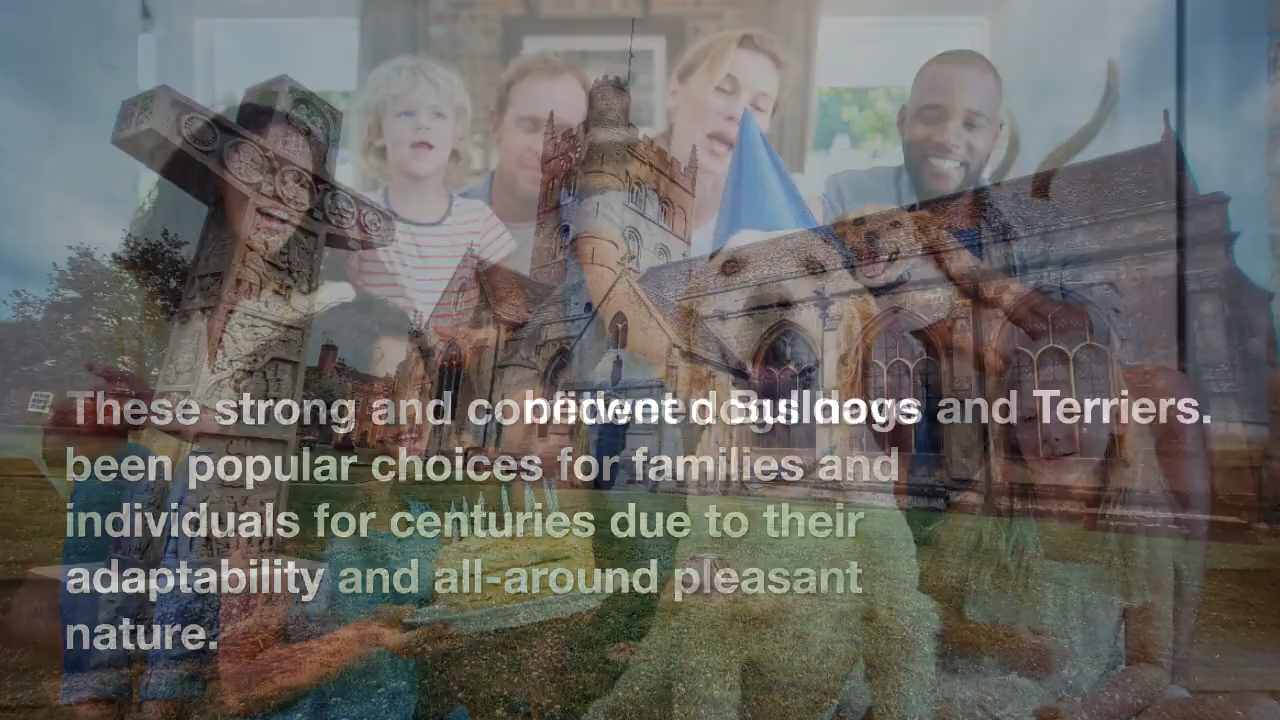 These strong and Bulldogs and Terriers.
been popular choices for families and
individuals for centuries due to their
adaptability and all-around pleasant
nature.